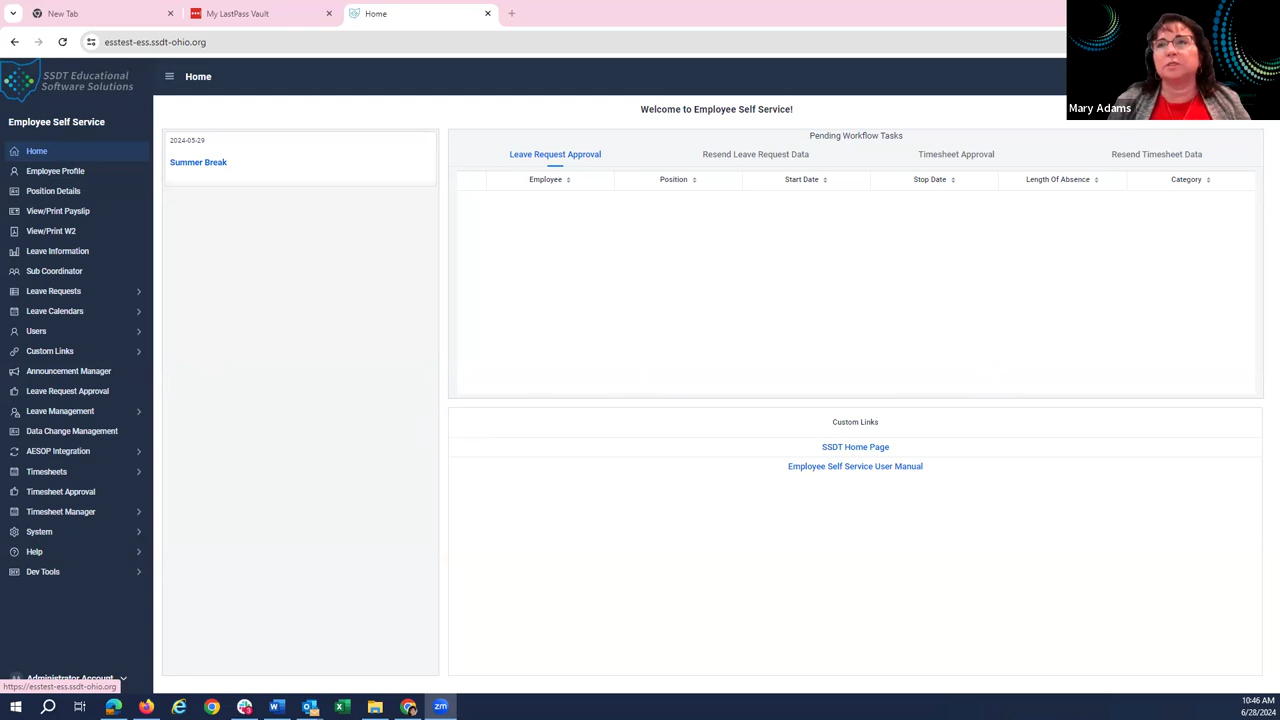 New Tab
My LastPass Vault
Home
esstest-ess.ssdt-ohio.org
SSDT Educational
Software Solutions
Home
Mary Adams
Employee Self Service
Home
Employee Profile
Position Details
View/Print Payslip
View/Print W2
Leave Information
Sub Coordinator
Leave Requests
Leave Calendars
Users
Custom Links
Announcement Manager
Leave Request Approval
Leave Management
Data Change Management
AESOP Integration
Timesheets
Timesheet Approval
Timesheet Manager
System
Help
Dev Tools
Administrator Account
https://esstest-ess.ssdt-ohio.org
Welcome to Employee Self Service!
2024-05-29
Summer Break
Pending Workflow Tasks
Leave Request Approval Resend Leave Request Data Timesheet Approval Resend Timesheet Data
Employee Position Start Date Stop Date Length Of Absence Category
Custom Links
SSDT Home Page
Employee Self Service User Manual
zm
10:46 AM
6/28/2024